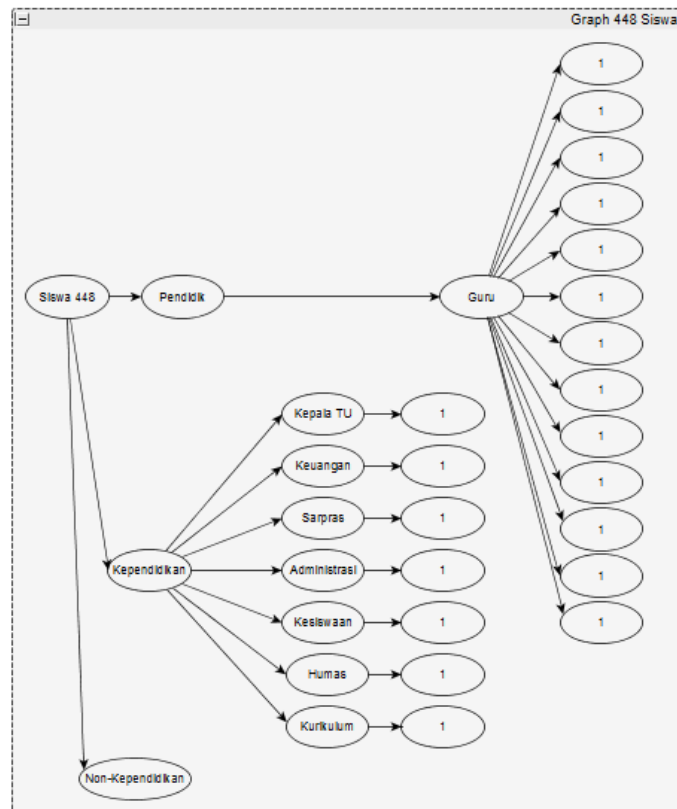 Graph 448 Siswa
1
1
1
1
1
Siswa 448
Pendidik
Guru
1
1
1
Kepala TU
1
1
Keuangan
1
1
Sarpras
1
1
Kependidikan
Administrasi
1
1
Kesiswaan
1
1
Humas
1
Kurikulum
1
Non-Kependidikan